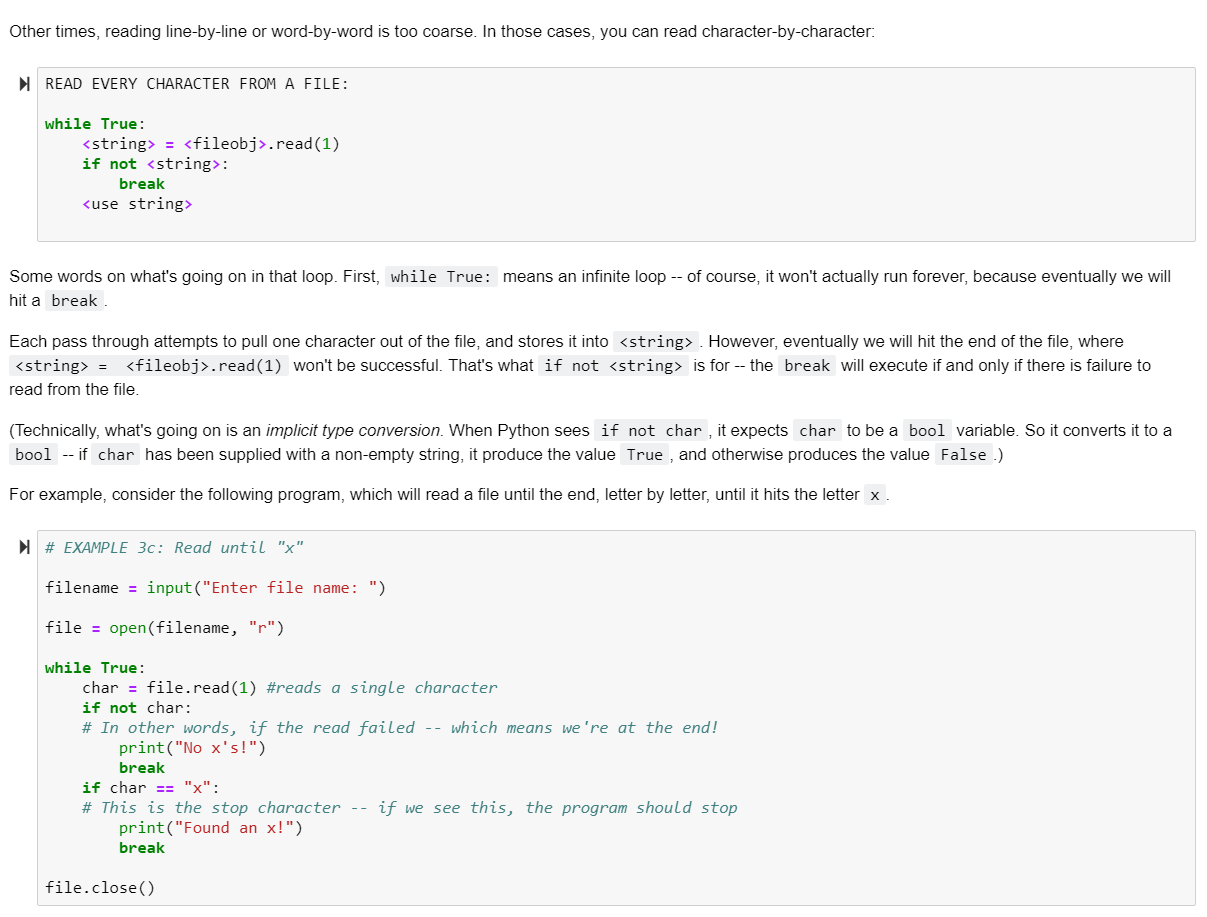 Other times, reading line-by-line or word-by-word is too coarse. In those cases, you can read character-by-character:
READ EVERY CHARACTER FROM A FILE:
while True:
    <string> = <fileobj>.read(1)
    if not <string>:
        break
    <use string>
Some words on what's going on in that loop. First, while True: means an infinite loop -- of course, it won't actually run forever, because eventually we will
hit a break .
Each pass through attempts to pull one character out of the file, and stores it into <string> . However, eventually we will hit the end of the file, where
<string> =  <fileobj>.read(1) won't be successful. That's what if not <string> is for -- the break will execute if and only if there is failure to
read from the file.
(Technically, what's going on is an implicit type conversion. When Python sees if not char , it expects char to be a bool variable. So it converts it to a
bool -- if char has been supplied with a non-empty string, it produce the value True , and otherwise produces the value False .)
For example, consider the following program, which will read a file until the end, letter by letter, until it hits the letter x .
# EXAMPLE 3c: Read until "x"
filename = input("Enter file name: ")
file = open(filename, "r")
while True:
    char = file.read(1) #reads a single character
    if not char:
    # In other words, if the read failed -- which means we're at the end!
        print("No x's!")
        break
    if char == "x":
    # This is the stop character -- if we see this, the program should stop
        print("Found an x!")
        break
file.close()